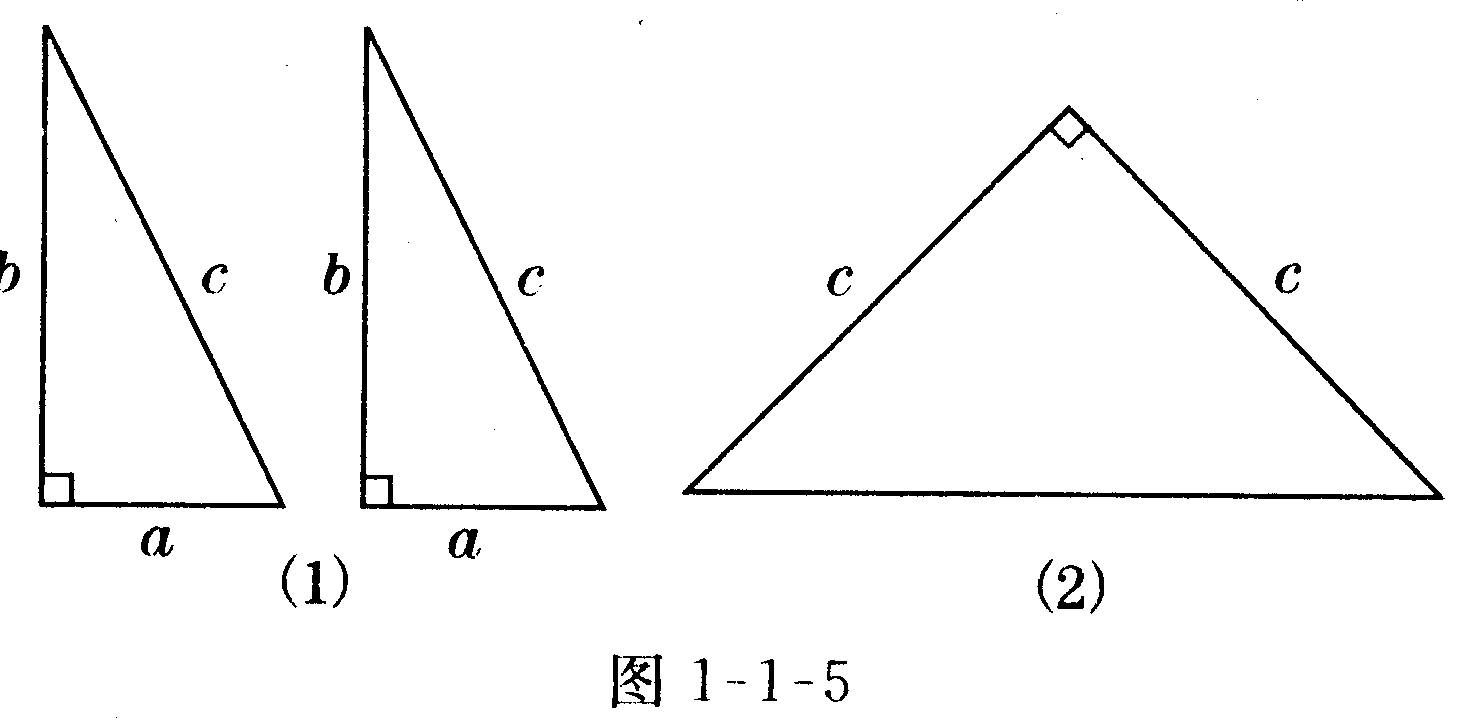 b c b c c c
a a
(1) (2)
图 1-1-5